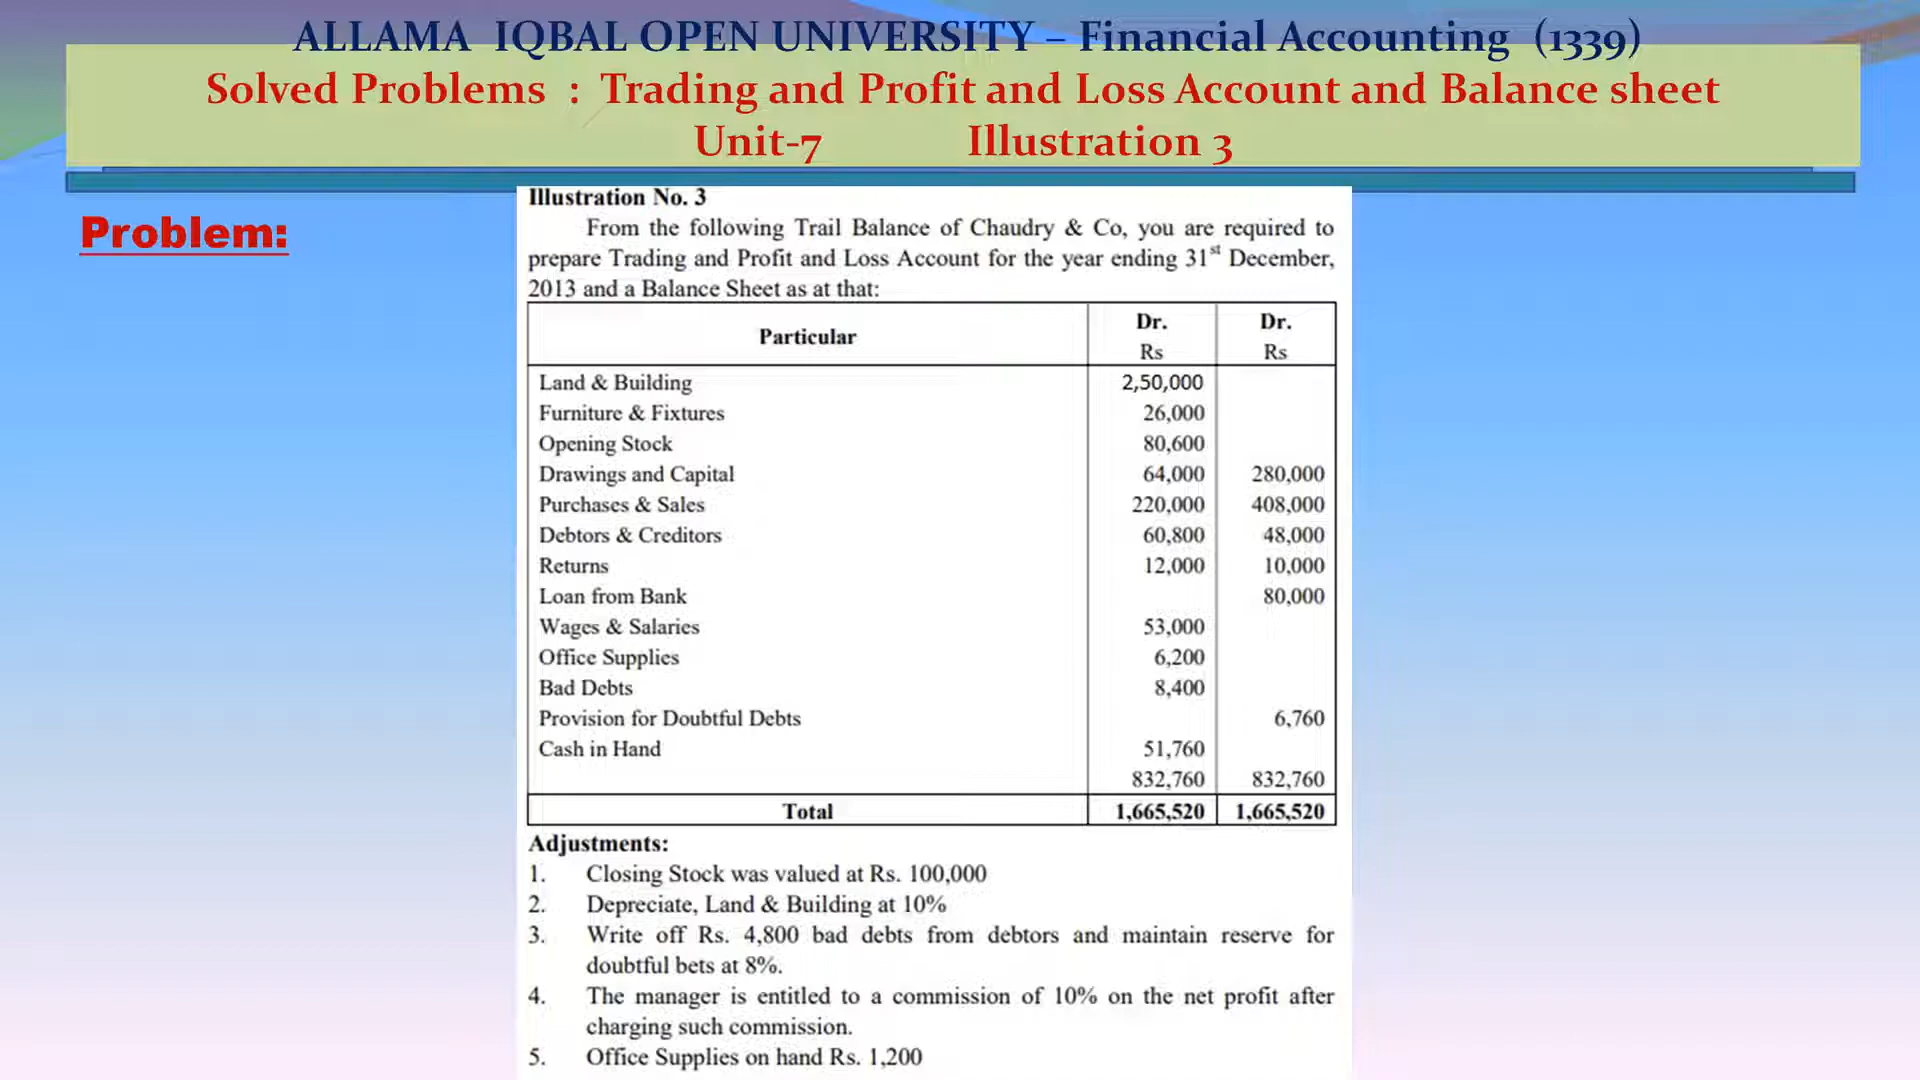 ALLAMA IQBAL OPEN UNIVERSITY – Financial Accounting (1339)
Solved Problems : Trading and Profit and Loss Account and Balance sheet
Unit-7 Illustration 3
Problem:
Illustration No. 3
From the following Trail Balance of Chaudry & Co, you are required to
prepare Trading and Profit and Loss Account for the year ending 31st December,
2013 and a Balance Sheet as at that:
Particular Dr. Rs Dr. Rs
Land & Building 2,50,000
Furniture & Fixtures 26,000
Opening Stock 80,600
Drawings and Capital 64,000 280,000
Purchases & Sales 220,000 408,000
Debtors & Creditors 60,800 48,000
Returns 12,000 10,000
Loan from Bank 80,000
Wages & Salaries 53,000
Office Supplies 6,200
Bad Debts 8,400
Provision for Doubtful Debts 6,760
Cash in Hand 51,760
832,760 832,760
Total 1,665,520 1,665,520
Adjustments:
1. Closing Stock was valued at Rs. 100,000
2. Depreciate, Land & Building at 10%
3. Write off Rs. 4,800 bad debts from debtors and maintain reserve for
doubtful bets at 8%.
4. The manager is entitled to a commission of 10% on the net profit after
charging such commission.
5. Office Supplies on hand Rs. 1,200